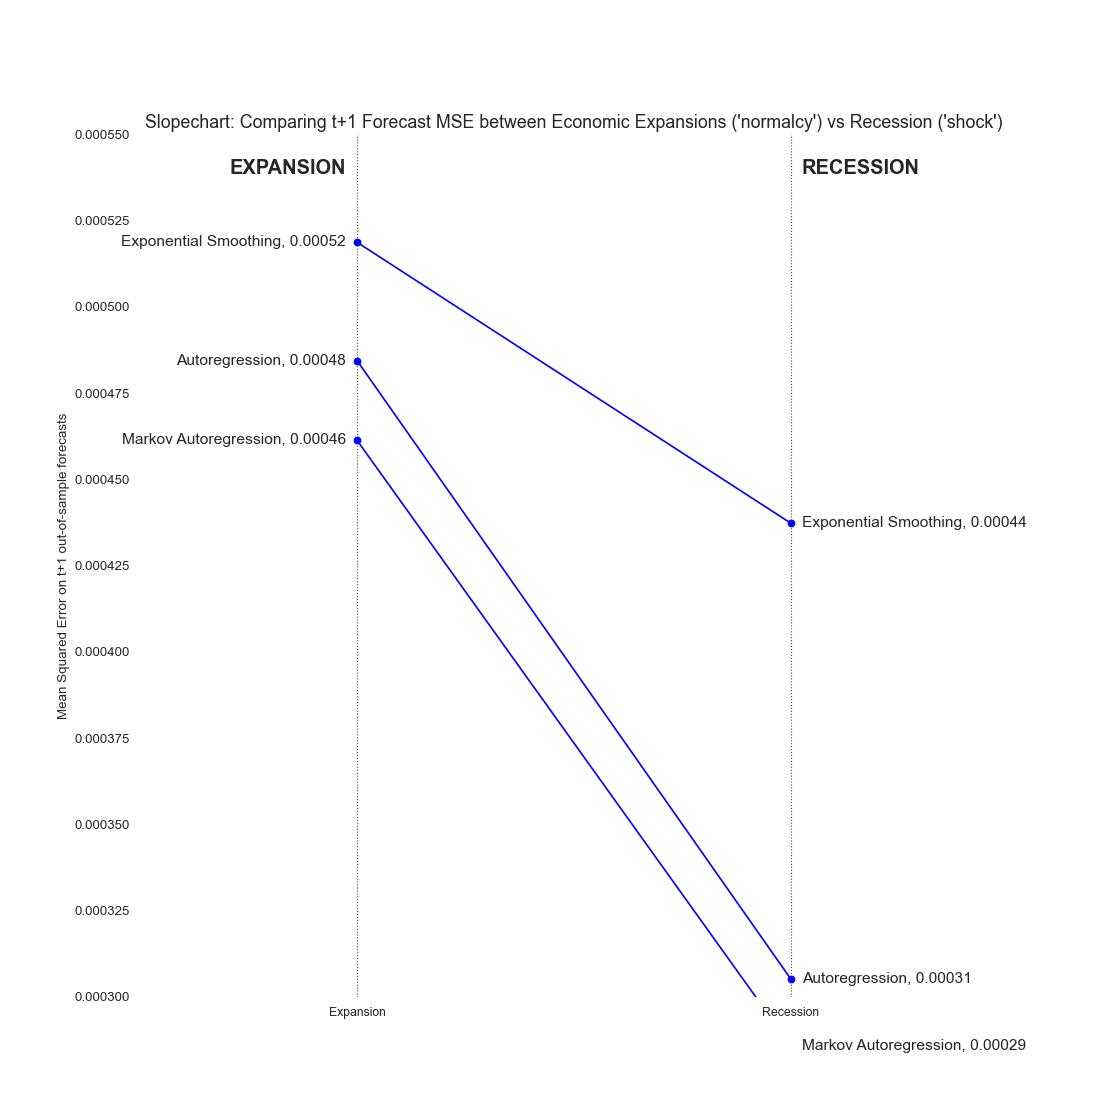 Slopechart: Comparing t+1 Forecast MSE between Economic Expansions ('normalcy') vs Recession ('shock')
0.000550
EXPANSION
RECESSION
0.000525
Exponential Smoothing, 0.00052
0.000500
Autoregression, 0.00048
0.000475
Markov Autoregression, 0.00046
0.000450
Exponential Smoothing, 0.00044
0.000425
0.000400
0.000375
0.000350
0.000325
Autoregression, 0.00031
0.000300
Mean Squared Error on t+1 out-of-sample forecasts
Expansion
Recession
Markov Autoregression, 0.00029